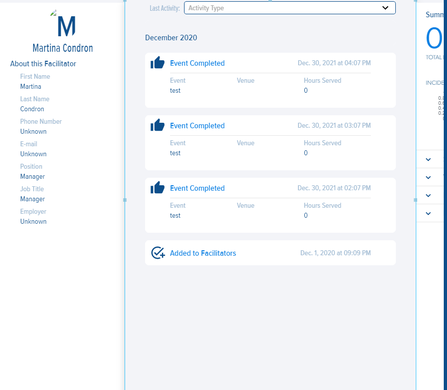 M
Martina Condron
About this Facilitator
First Name
Martina
Last Name
Condron
Phone Number
Unknown
E-mail
Unknown
Position
Manager
Job Title
Manager
Employer
Unknown
Last Activity: Activity Type
December 2020
Event Completed Dec. 30, 2021 at 04:07 PM
Event Venue Hours Served
test 0
Event Completed Dec. 30, 2021 at 03:07 PM
Event Venue Hours Served
test 0
Event Completed Dec. 30, 2021 at 02:07 PM
Event Venue Hours Served
test 0
Added to Facilitators Dec. 1, 2020 at 09:09 PM
Summ
0
TOTAL
INCIDE